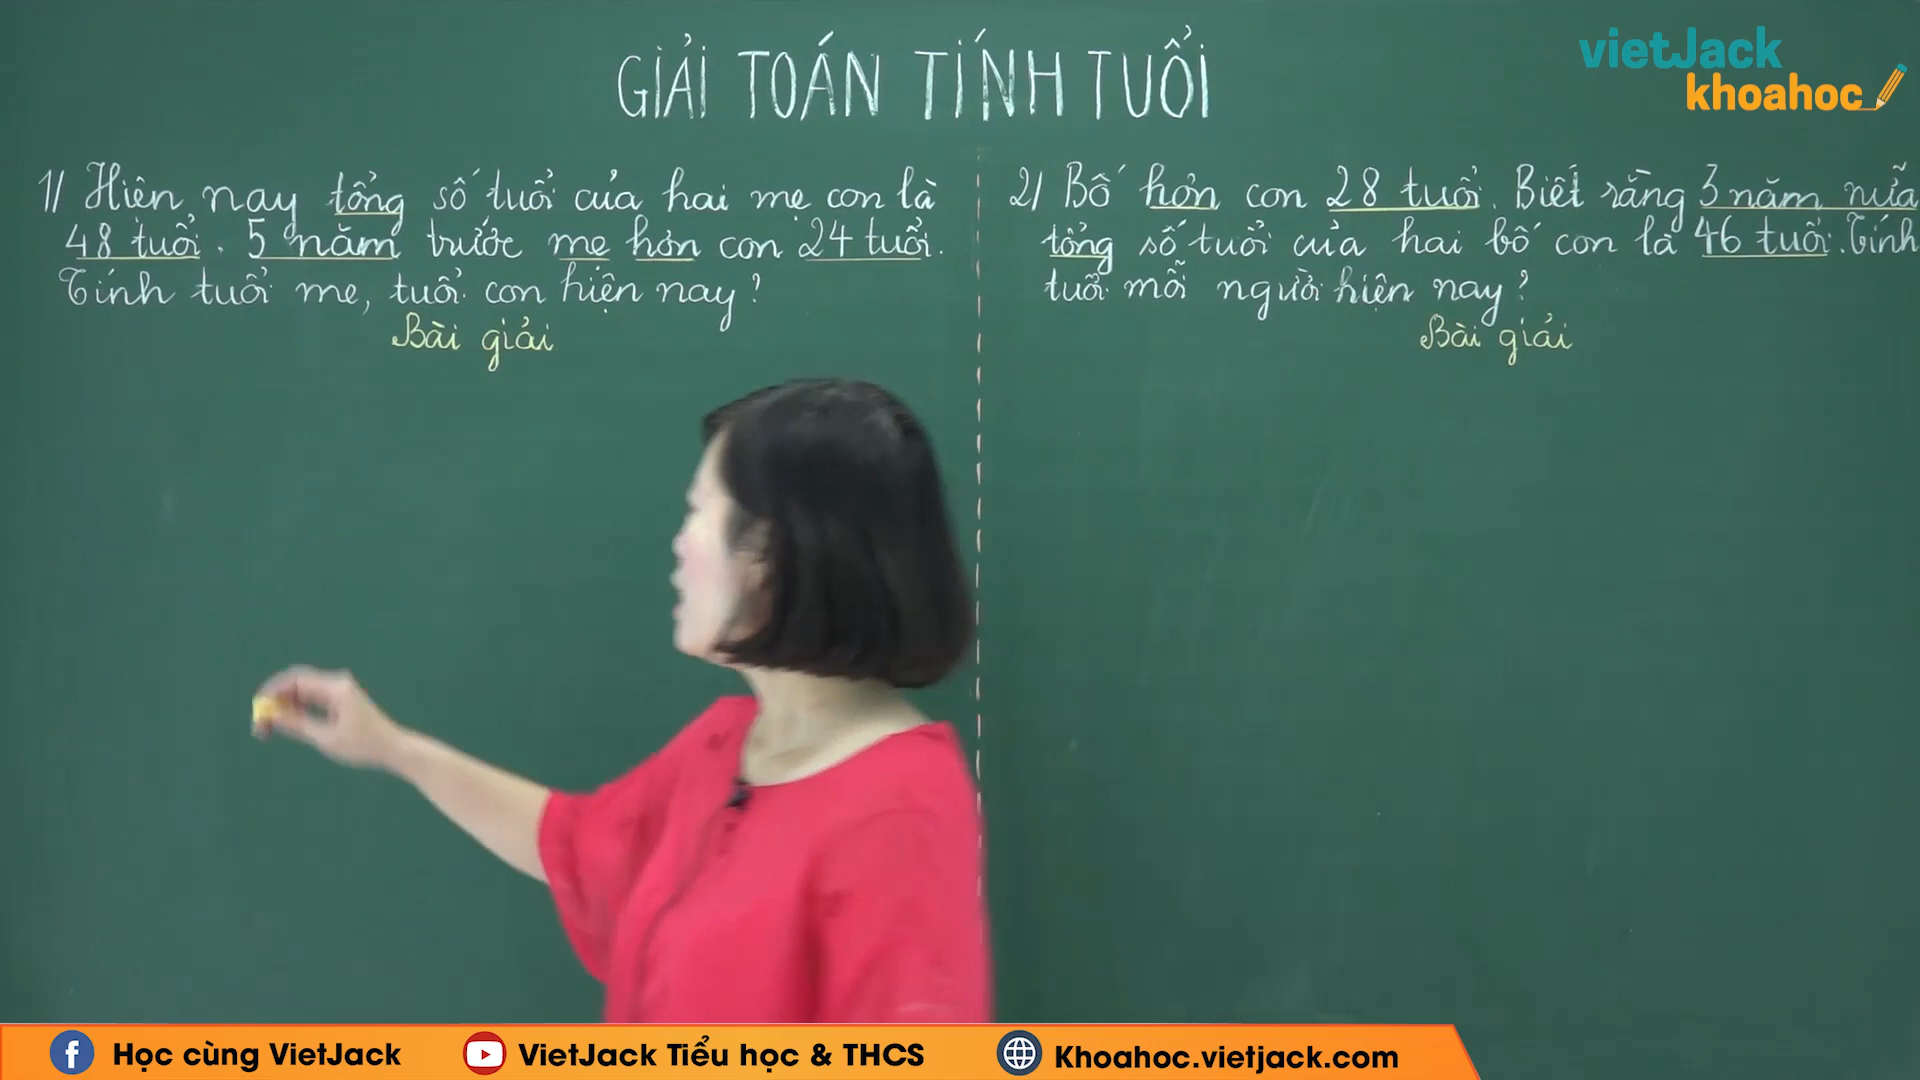 GIẢI TOÁN TÍNH TUỔI
vietJack
khoahoc
1/ Hiện nay tổng số tuổi của hai mẹ con là
48 tuổi. 5 năm trước mẹ hơn con 24 tuổi.
Tính tuổi mẹ, tuổi con hiện nay?
Bài giải
2/ Bố hơn con 28 tuổi. Biết rằng 3 năm nữa
tổng số tuổi của hai bố con là 46 tuổi. Tính
tuổi mỗi người hiện nay?
Bài giải
Học cùng VietJack
VietJack Tiểu học & THCS
Khoahoc.vietjack.com